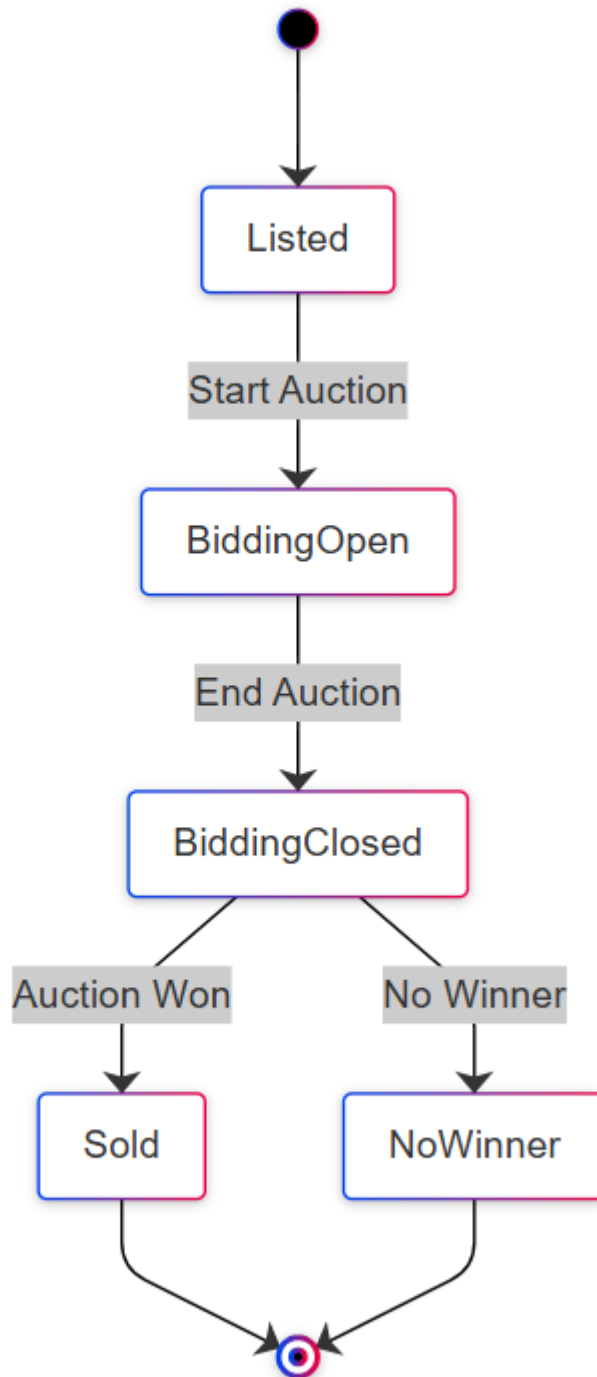 Listed
Start Auction
BiddingOpen
End Auction
BiddingClosed
Auction Won
No Winner
Sold
NoWinner